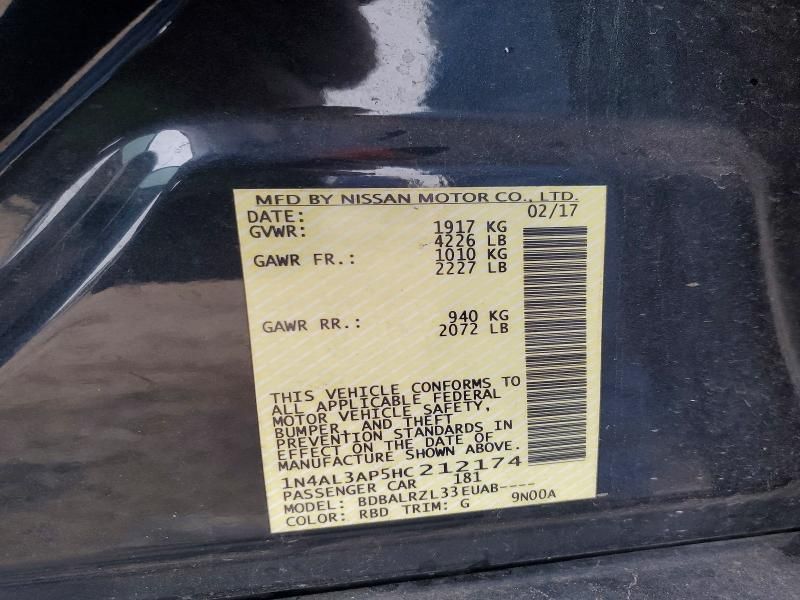 MFD BY NISSAN MOTOR CO., LTD.
DATE: 02/17
GVWR: 1917 KG
4226 LB
GAWR FR.: 1010 KG
2227 LB
GAWR RR.: 940 KG
2072 LB
THIS VEHICLE CONFORMS TO
ALL APPLICABLE FEDERAL
MOTOR VEHICLE SAFETY,
BUMPER, AND THEFT
PREVENTION STANDARDS IN
EFFECT ON THE DATE OF
MANUFACTURE SHOWN ABOVE.
1N4AL3AP5HC212174
PASSENGER CAR 181
MODEL: BDBALRZL33EUAB----
COLOR: RBD TRIM: G 9N00A